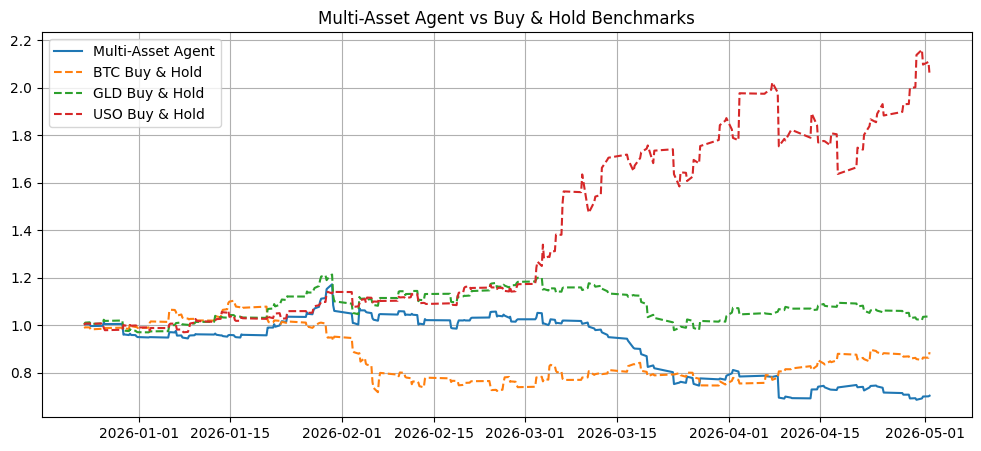 Multi-Asset Agent vs Buy & Hold Benchmarks
2.2
2.0
1.8
1.6
1.4
1.2
1.0
0.8
Multi-Asset Agent
BTC Buy & Hold
GLD Buy & Hold
USO Buy & Hold
2026-01-01 2026-01-15 2026-02-01 2026-02-15 2026-03-01 2026-03-15 2026-04-01 2026-04-15 2026-05-01